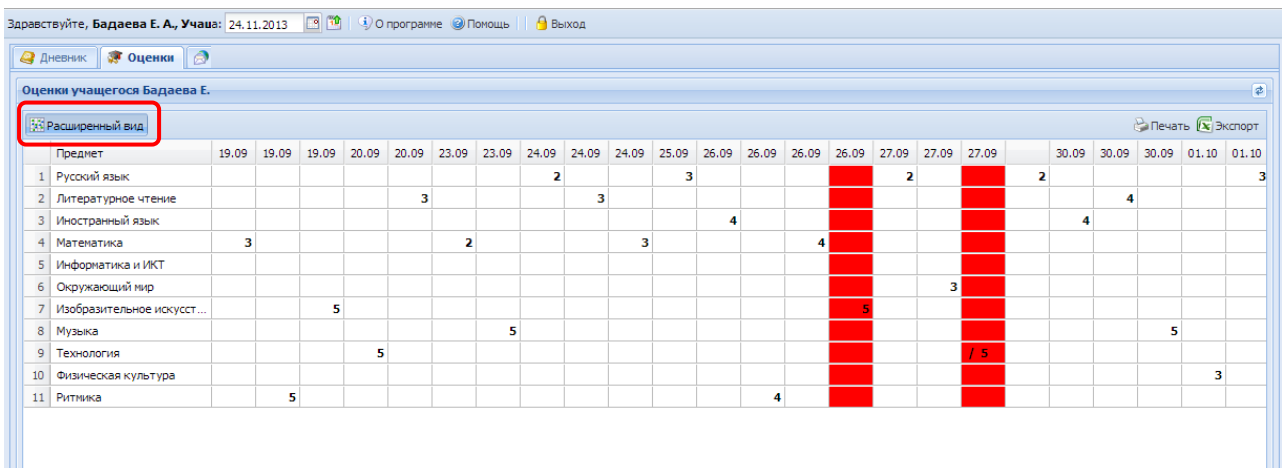 Здравствуйте, Бадаева Е. А., Учаща: 24.11.2013 О программе Помощь Выход
Дневник Оценки
Оценки учащегося Бадаева Е.
Расширенный вид Печать Экспорт
Предмет 19.09 19.09 19.09 20.09 20.09 23.09 23.09 24.09 24.09 24.09 25.09 26.09 26.09 26.09 26.09 27.09 27.09 27.09 30.09 30.09 30.09 01.10 01.10
1 Русский язык 2 3 2 2 3
2 Литературное чтение 3 3 4
3 Иностранный язык 4 4
4 Математика 3 2 3 4
5 Информатика и ИКТ
6 Окружающий мир 3
7 Изобразительное искусст... 5 5
8 Музыка 5 5
9 Технология 5 / 5
10 Физическая культура 3
11 Ритмика 5 4